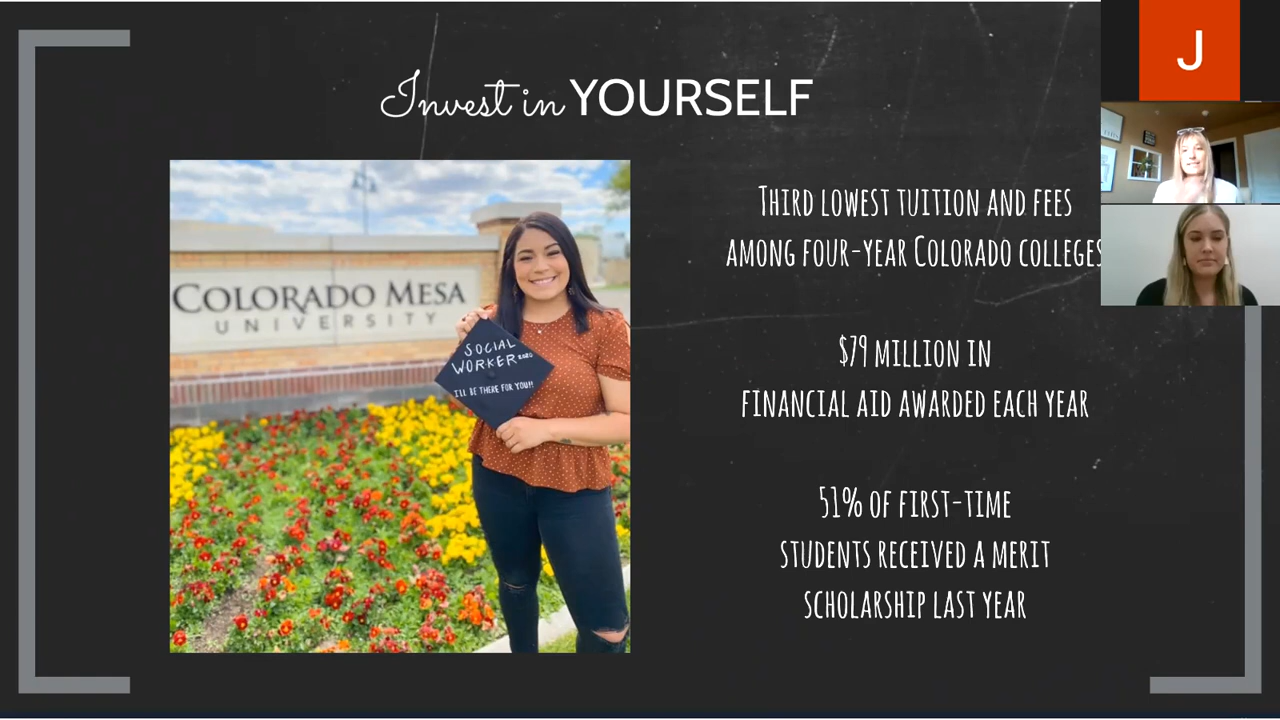 Invest in YOURSELF
J
THIRD LOWEST TUITION AND FEES
AMONG FOUR-YEAR COLORADO COLLEGES
COLORADO MESA
UNIVERSITY
SOCIAL
WORKER
I'LL BE THERE FOR YOU!!
$79 MILLION IN
FINANCIAL AID AWARDED EACH YEAR
51% OF FIRST-TIME
STUDENTS RECEIVED A MERIT
SCHOLARSHIP LAST YEAR